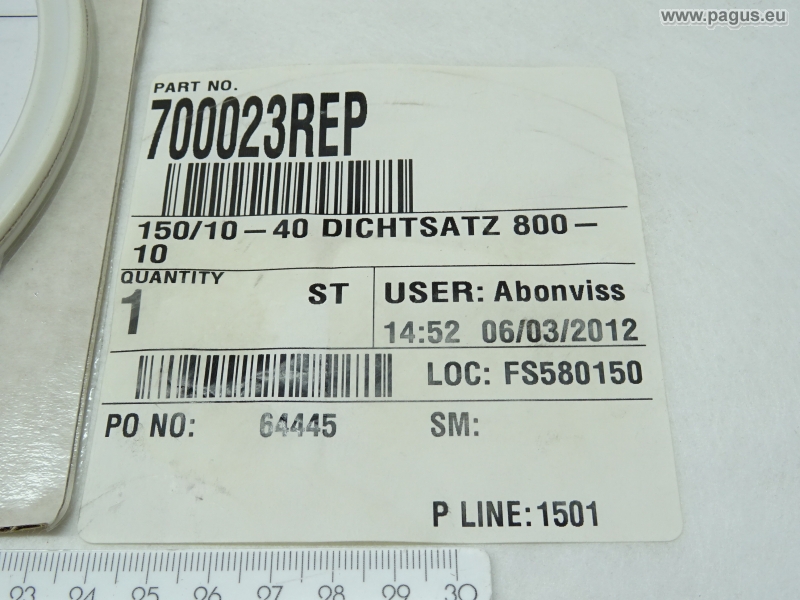 www.pagus.eu
PART NO.
700023REP
150/10-40 DICHTSATZ 800-
10
QUANTITY
1 ST
USER: Abonviss
14:52 06/03/2012
LOC: FS580150
PO NO: 64445 SM:
P LINE:1501
23 24 25 26 27 28 29 30